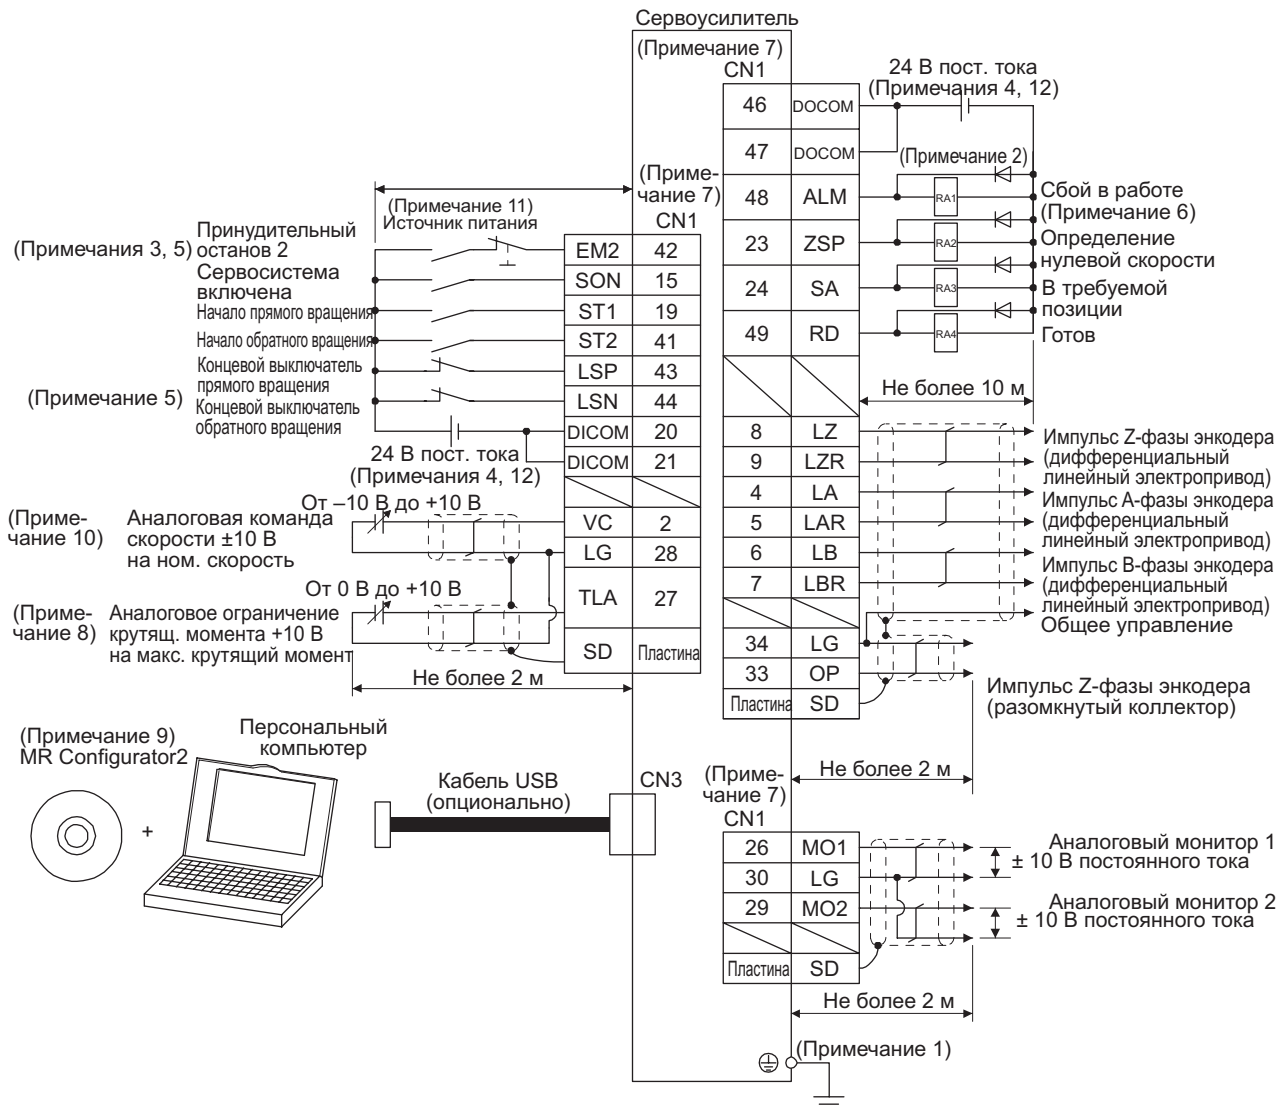 Сервоусилитель
(Примечание 7)
CN1
24 В пост. тока
(Примечания 4, 12)
46 DOCOM
47 DOCOM
(Примечание 2)
48 ALM
RA1
Сбой в работе
(Примечание 6)
23 ZSP
RA2
Определение
нулевой скорости
24 SA
RA3
В требуемой
позиции
49 RD
RA4
Готов
Не более 10 м
8 LZ
9 LZR
Импульс Z-фазы энкодера
(дифференциальный
линейный электропривод)
4 LA
5 LAR
Импульс A-фазы энкодера
(дифференциальный
линейный электропривод)
6 LB
7 LBR
Импульс B-фазы энкодера
(дифференциальный
линейный электропривод)
Общее управление
34 LG
33 OP
Пластина SD
Импульс Z-фазы энкодера
(разомкнутый коллектор)
Не более 2 м
(Приме-
чание 7)
CN1
(Примечание 11)
Источник питания
(Примечания 3, 5)
Принудительный
останов 2
EM2 42
Сервосистема
включена
SON 15
Начало прямого вращения
ST1 19
Начало обратного вращения
ST2 41
Концевой выключатель
прямого вращения
LSP 43
(Примечание 5)
Концевой выключатель
обратного вращения
LSN 44
DICOM 20
24 В пост. тока
(Примечания 4, 12)
DICOM 21
От –10 В до +10 В
(Приме-
чание 10)
Аналоговая команда
скорости ±10 В
на ном. скорость
VC 2
LG 28
От 0 В до +10 В
(Приме-
чание 8)
Аналоговое ограничение
крутящ. момента +10 В
на макс. крутящий момент
TLA 27
SD Пластина
Не более 2 м
(Примечание 9)
MR Configurator2
+
Персональный
компьютер
Кабель USB
(опционально)
CN3
(Приме-
чание 7)
CN1
26 MO1
30 LG
29 MO2
Пластина SD
Аналоговый монитор 1
± 10 В постоянного тока
Аналоговый монитор 2
± 10 В постоянного тока
Не более 2 м
(Примечание 1)